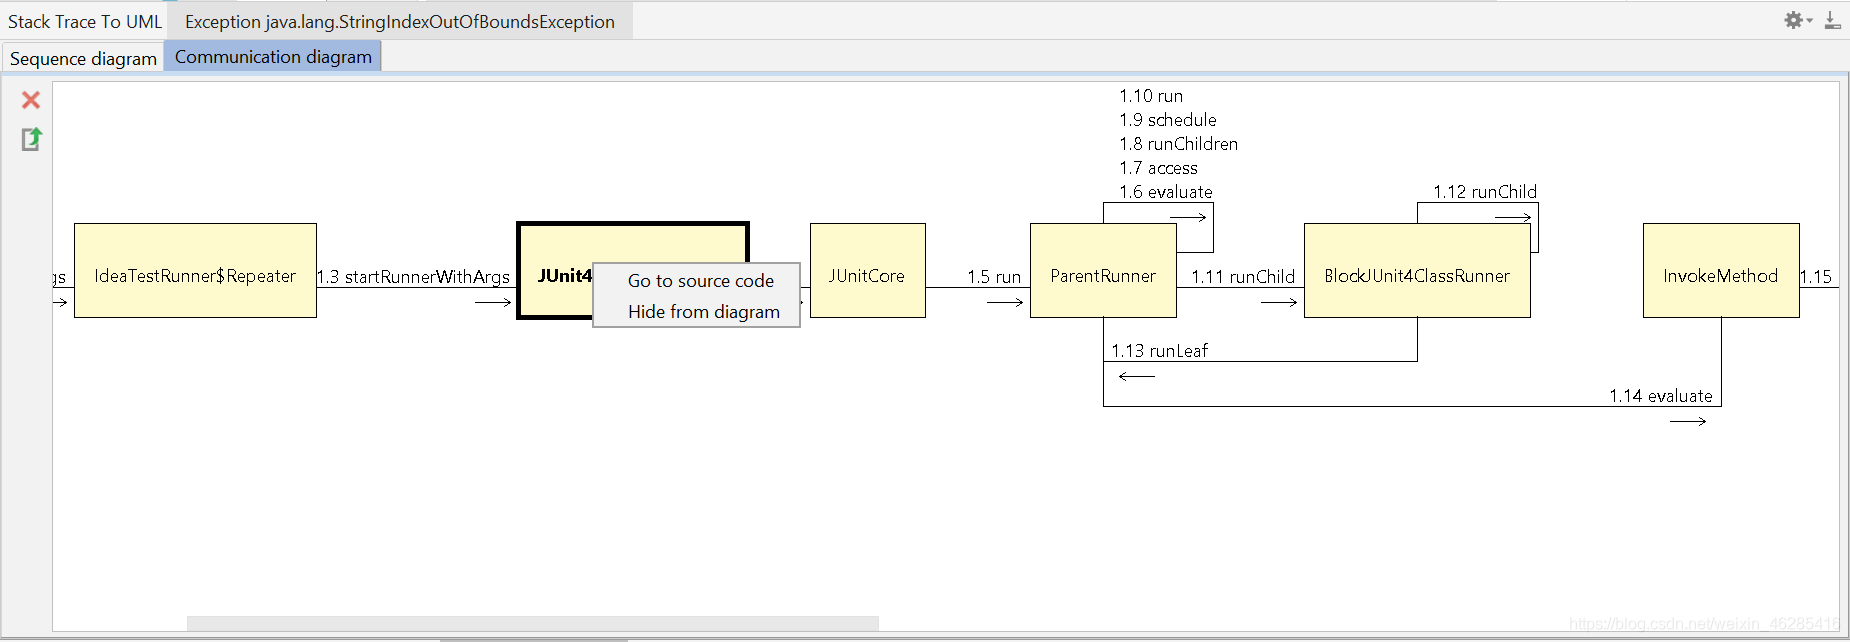 Stack Trace To UML
Exception java.lang.StringIndexOutOfBoundsException
Sequence diagram
Communication diagram
1.10 run
1.9 schedule
1.8 runChildren
1.7 access
1.6 evaluate
1.12 runChild
gs
IdeaTestRunner$Repeater
1.3 startRunnerWithArgs
JUnit4
Go to source code
Hide from diagram
JUnitCore
1.5 run
ParentRunner
1.11 runChild
BlockJUnit4ClassRunner
InvokeMethod
1.15
1.13 runLeaf
1.14 evaluate
https://blog.csdn.net/weixin_46285416